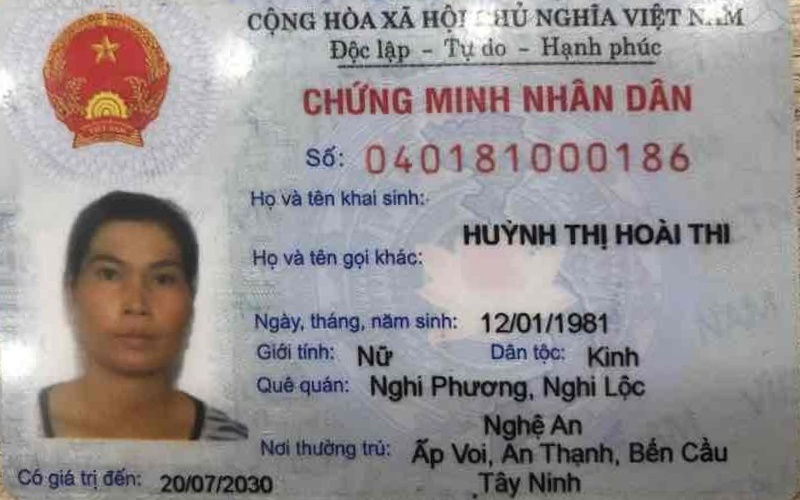 CỘNG HÒA XÃ HỘI CHỦ NGHĨA VIỆT NAM
Độc lập - Tự do - Hạnh phúc
CHỨNG MINH NHÂN DÂN
Số: 040181000186
Họ và tên khai sinh:
HUỲNH THỊ HOÀI THI
Họ và tên gọi khác:
Ngày, tháng, năm sinh: 12/01/1981
Giới tính: Nữ Dân tộc: Kinh
Quê quán: Nghi Phương, Nghi Lộc
Nghệ An
Nơi thường trú: Ấp Voi, An Thạnh, Bến Cầu
Tây Ninh
Có giá trị đến: 20/07/2030